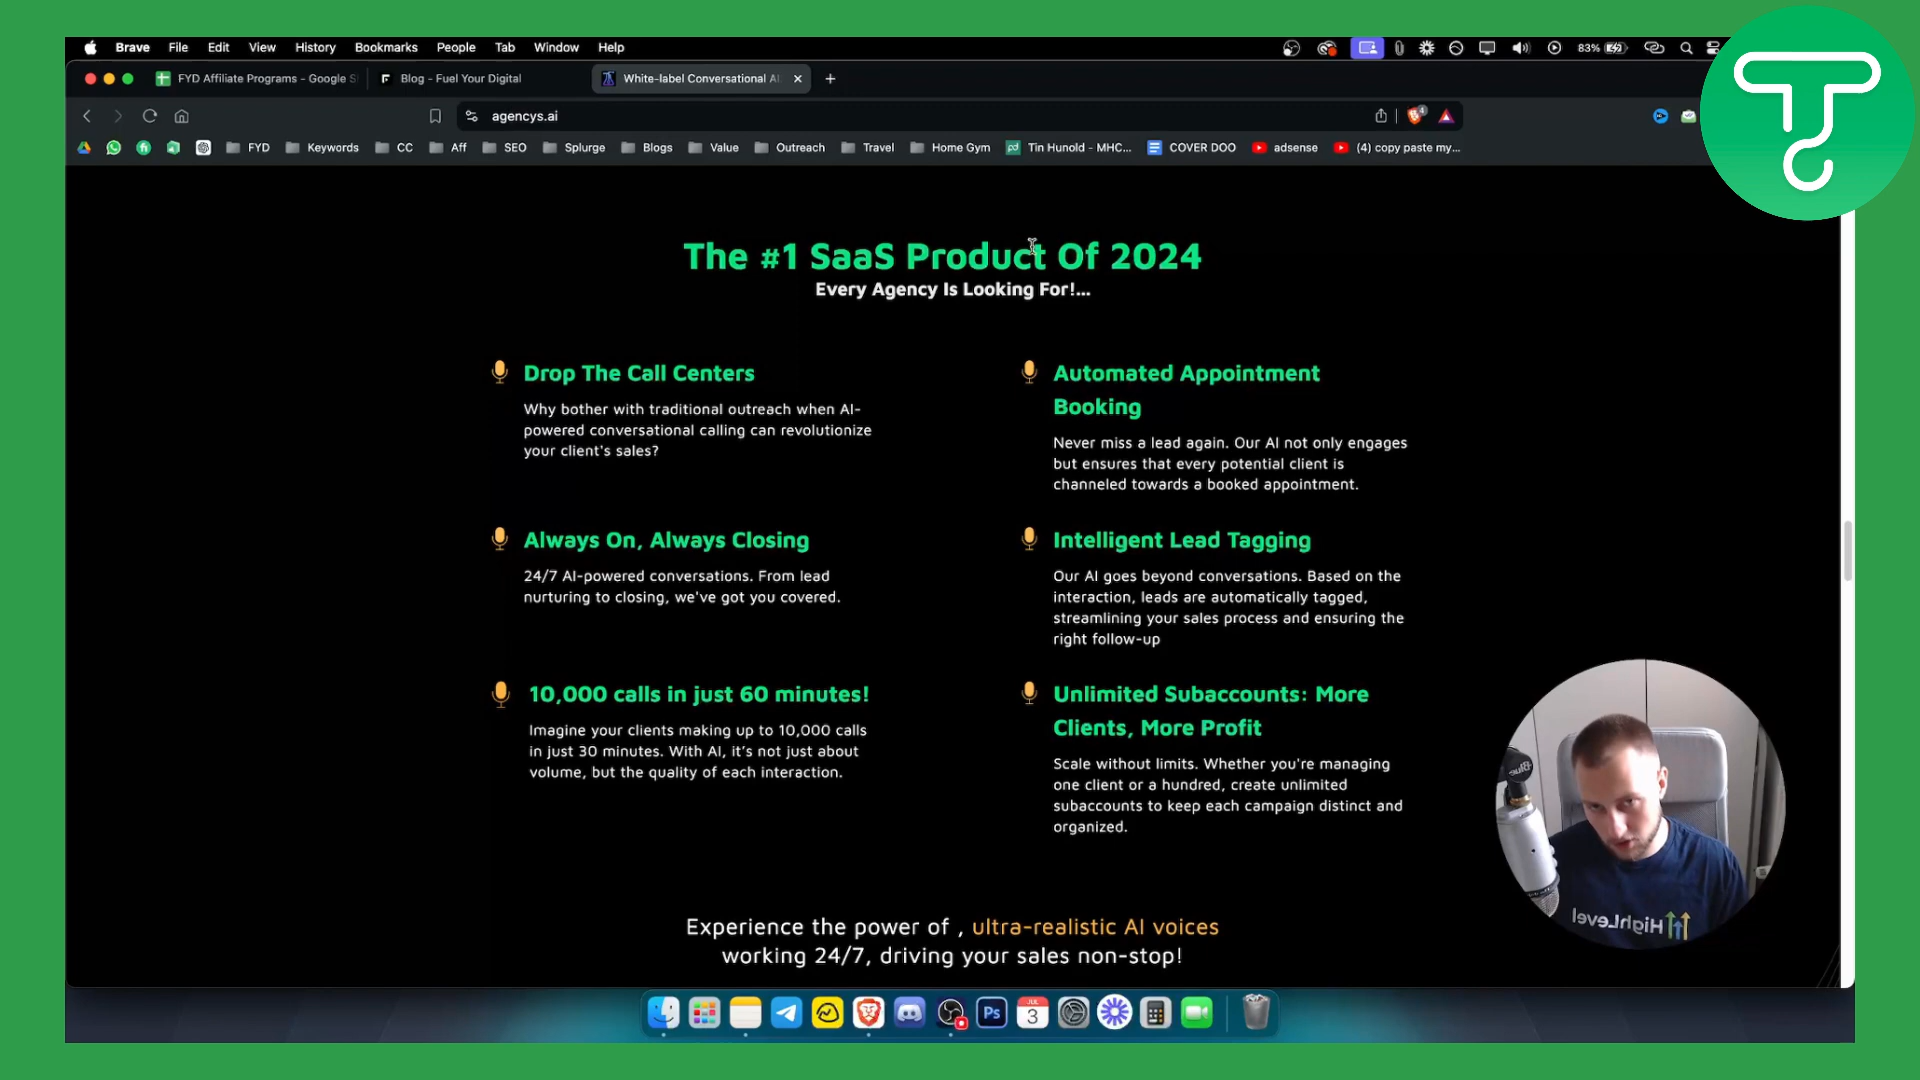 Brave File Edit View History Bookmarks People Tab Window Help 83%
FYD Affiliate Programs - Google S Blog - Fuel Your Digital White-label Conversational AI
agencys.ai 4
FYD Keywords CC Aff SEO Splurge Blogs Value Outreach Travel Home Gym pd Tin Hunold - MHC... COVER DOO adsense (4) copy paste my...
The #1 SaaS Product Of 2024
Every Agency Is Looking For!...
Drop The Call Centers
Why bother with traditional outreach when AI-
powered conversational calling can revolutionize
your client's sales?
Automated Appointment
Booking
Never miss a lead again. Our AI not only engages
but ensures that every potential client is
channeled towards a booked appointment.
Always On, Always Closing
24/7 AI-powered conversations. From lead
nurturing to closing, we've got you covered.
Intelligent Lead Tagging
Our AI goes beyond conversations. Based on the
interaction, leads are automatically tagged,
streamlining your sales process and ensuring the
right follow-up
10,000 calls in just 60 minutes!
Imagine your clients making up to 10,000 calls
in just 30 minutes. With AI, it's not just about
volume, but the quality of each interaction.
Unlimited Subaccounts: More
Clients, More Profit
Scale without limits. Whether you're managing
one client or a hundred, create unlimited
subaccounts to keep each campaign distinct and
organized.
Experience the power of , ultra-realistic AI voices
working 24/7, driving your sales non-stop!
Blue
HighLevel
Ps
JUL
3